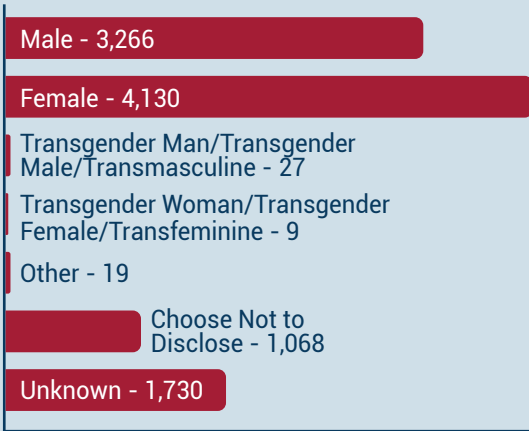 Male - 3,266
Female - 4,130
Transgender Man/Transgender
Male/Transmasculine - 27
Transgender Woman/Transgender
Female/Transfeminine - 9
Other - 19
Choose Not to
Disclose - 1,068
Unknown - 1,730